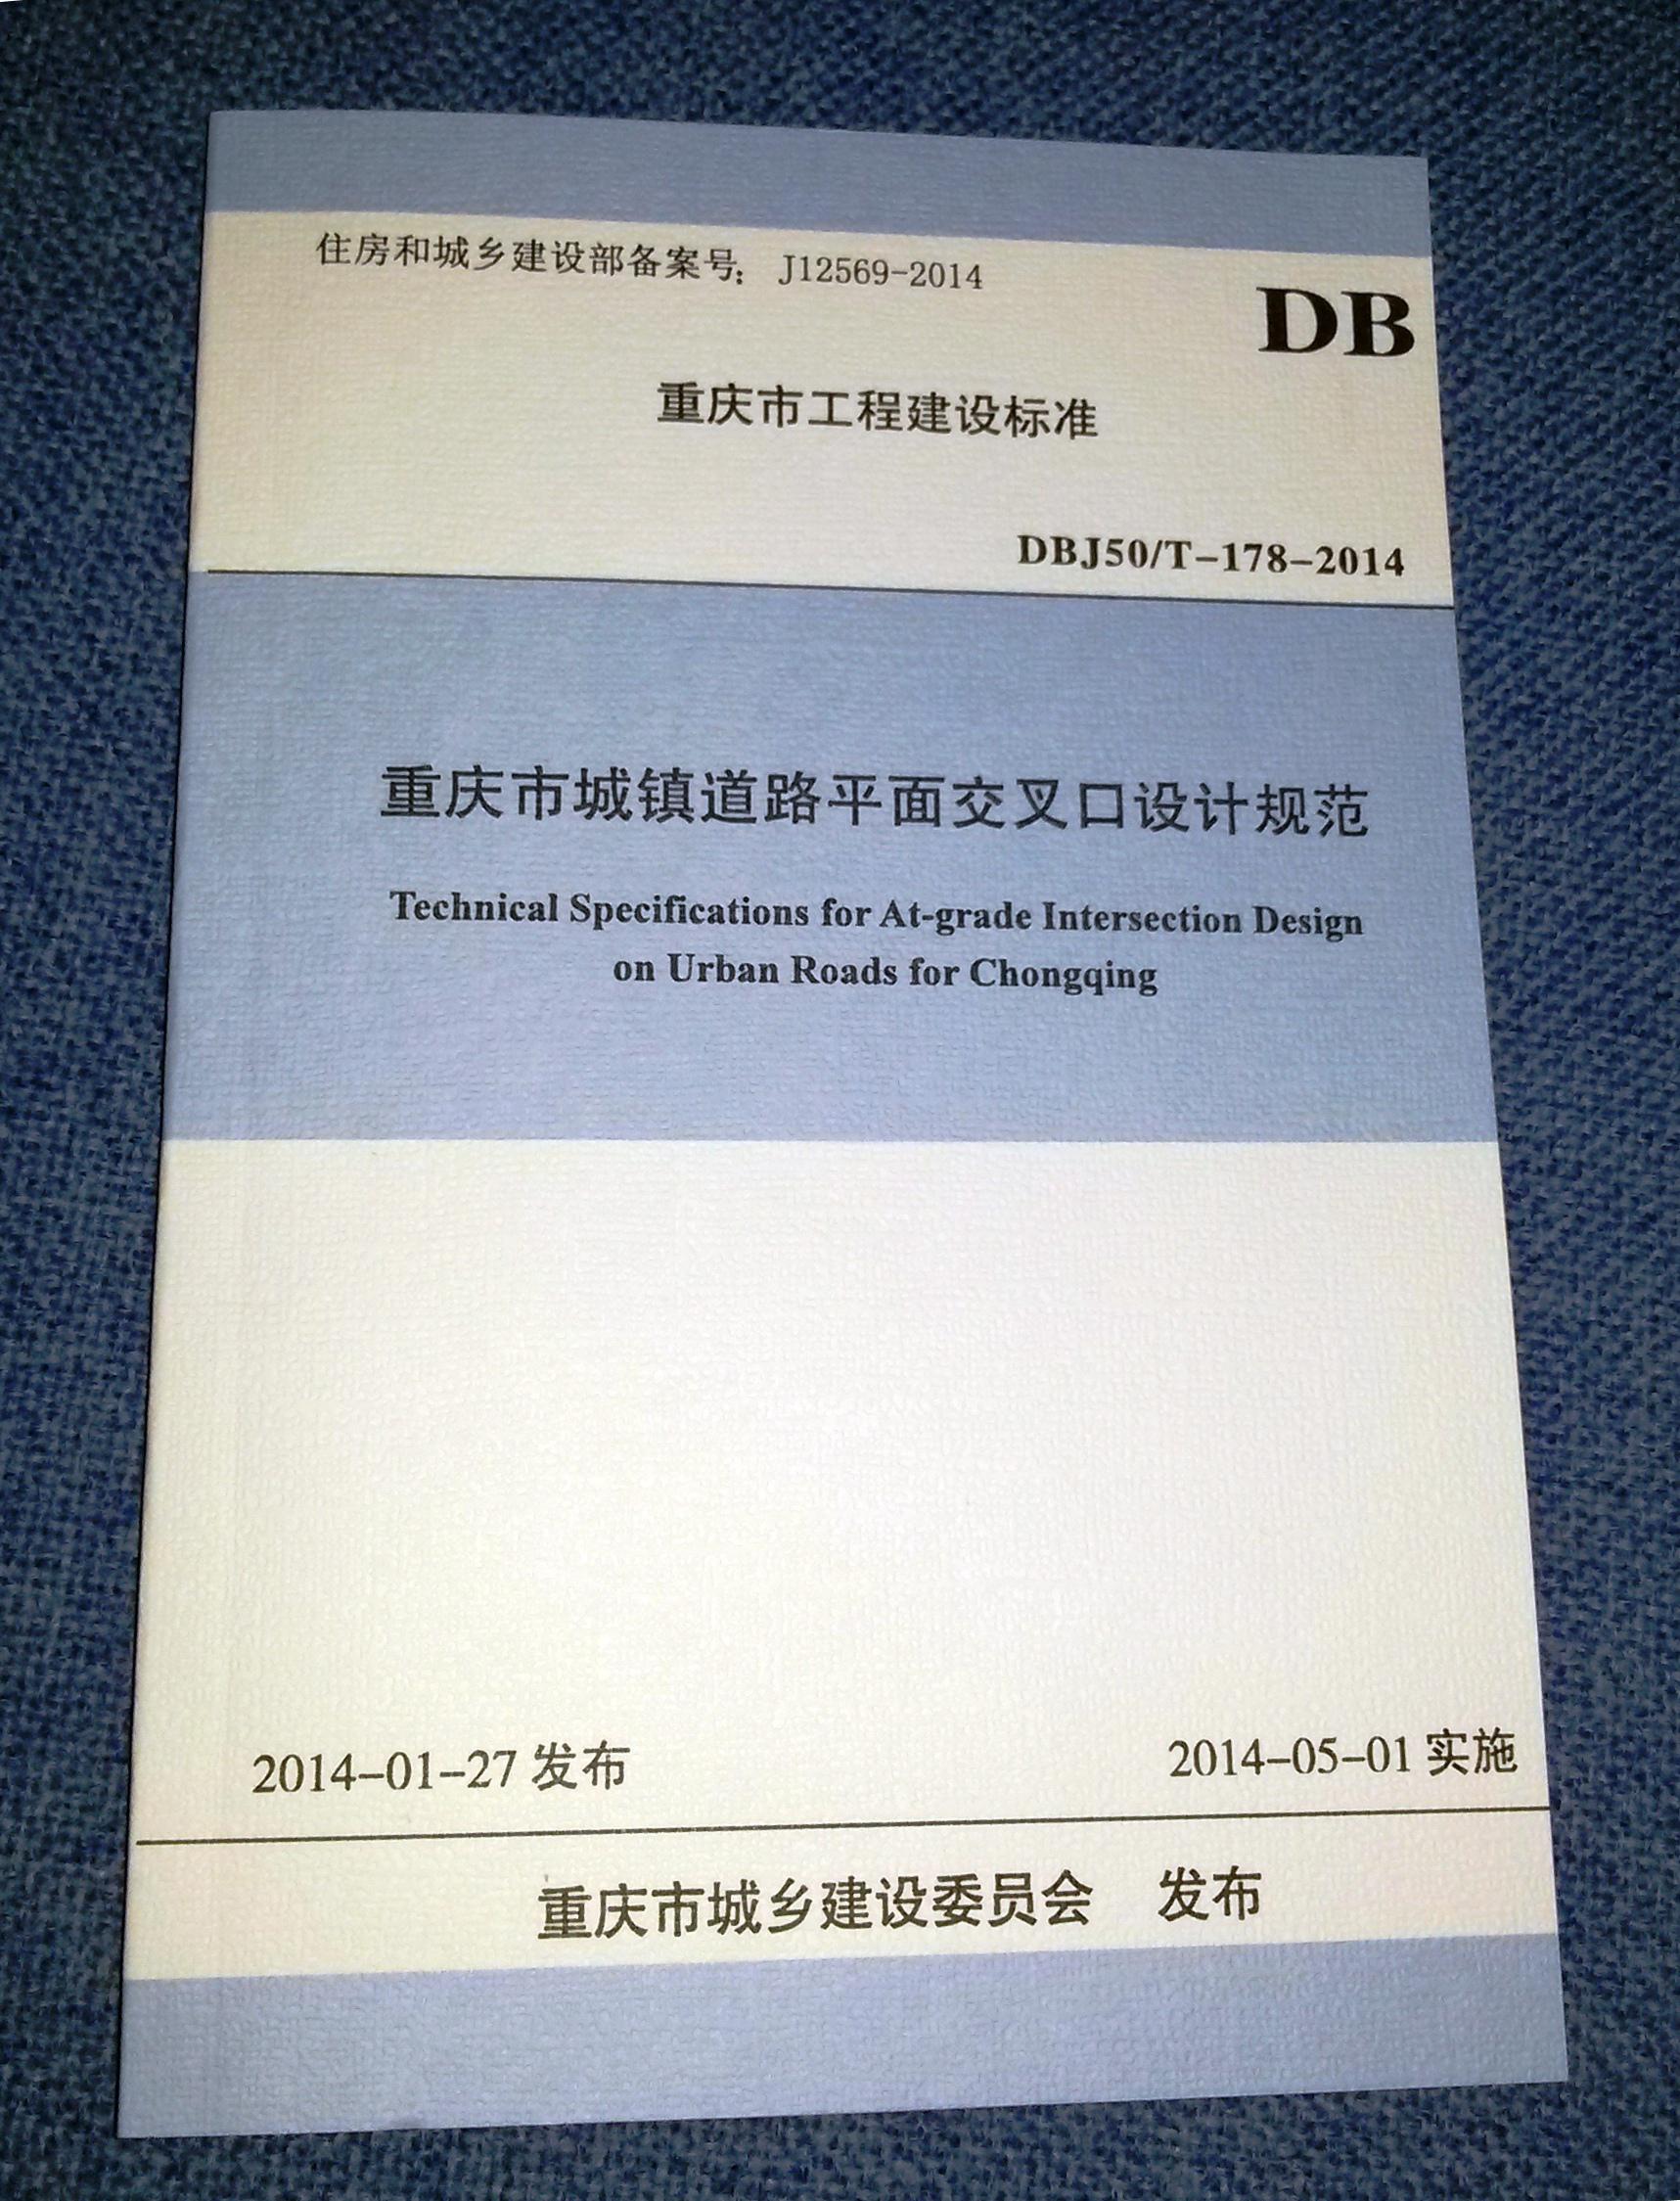 住房和城乡建设部备案号： J12569-2014
DB
重庆市工程建设标准
DBJ50/T-178-2014
重庆市城镇道路平面交叉口设计规范
Technical Specifications for At-grade Intersection Design
on Urban Roads for Chongqing
2014-01-27 发布
2014-05-01 实施
重庆市城乡建设委员会 发布